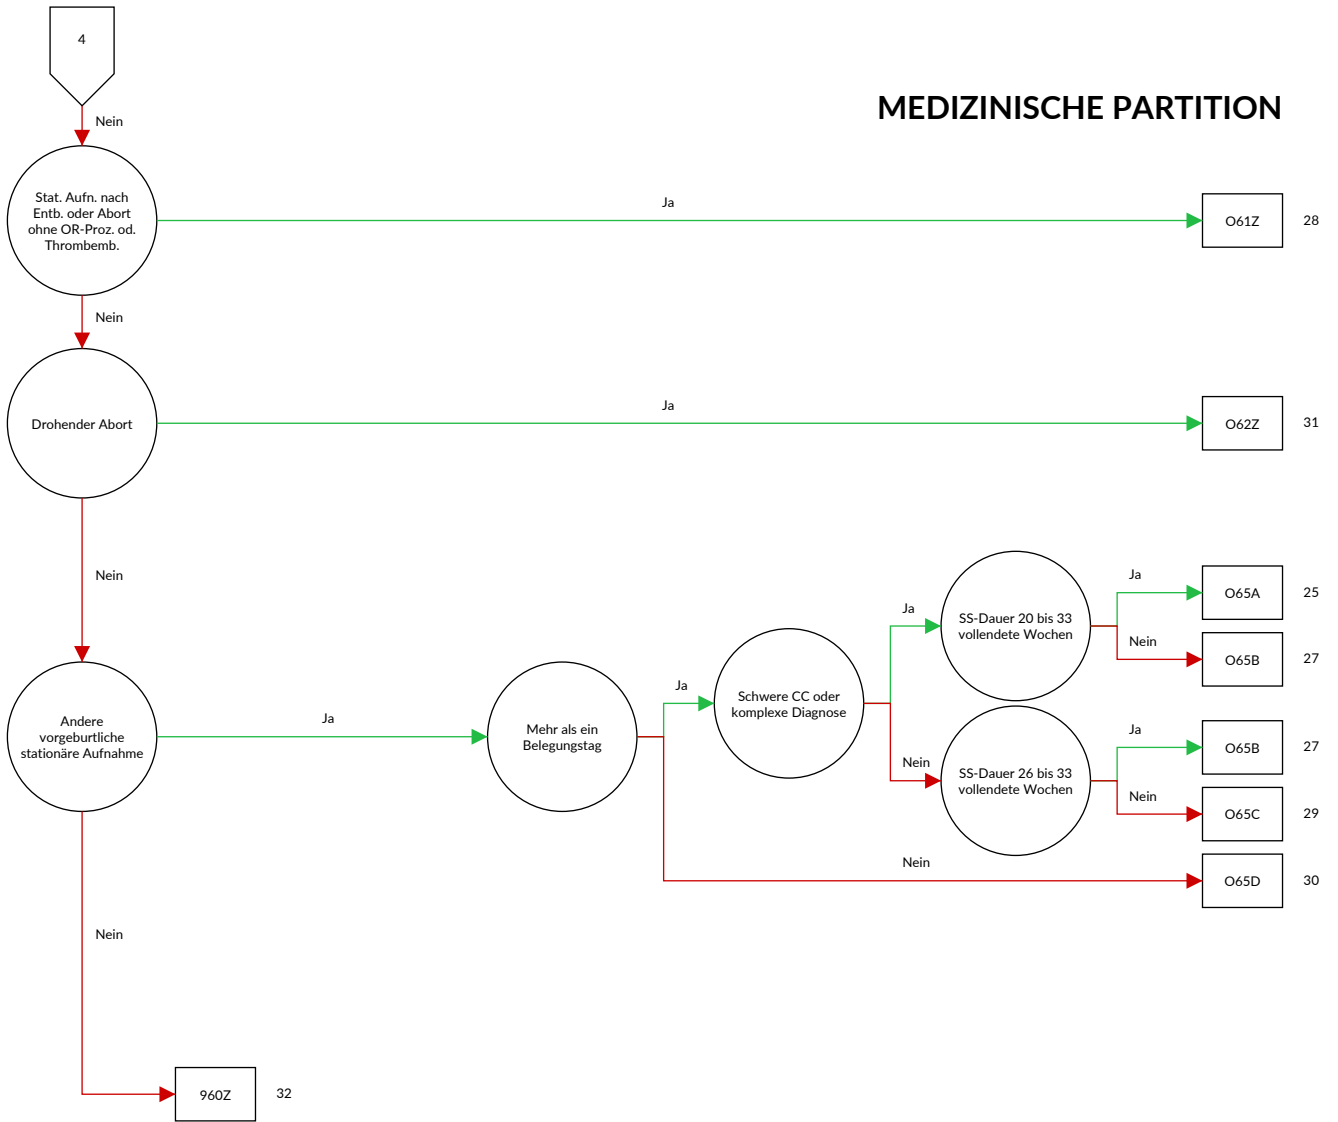 4
MEDIZINISCHE PARTITION
Nein
Stat. Aufn. nach
Entb. oder Abort
ohne OR-Proz. od.
Thrombemb.
Ja
O61Z
28
Nein
Drohender Abort
Ja
O62Z
31
Nein
Andere
vorgeburtliche
stationäre Aufnahme
Ja
Mehr als ein
Belegungstag
Ja
Schwere CC oder
komplexe Diagnose
Ja
SS-Dauer 20 bis 33
vollendete Wochen
Ja
O65A
25
Nein
O65B
27
Nein
SS-Dauer 26 bis 33
vollendete Wochen
Ja
O65B
27
Nein
O65C
29
Nein
O65D
30
Nein
960Z
32